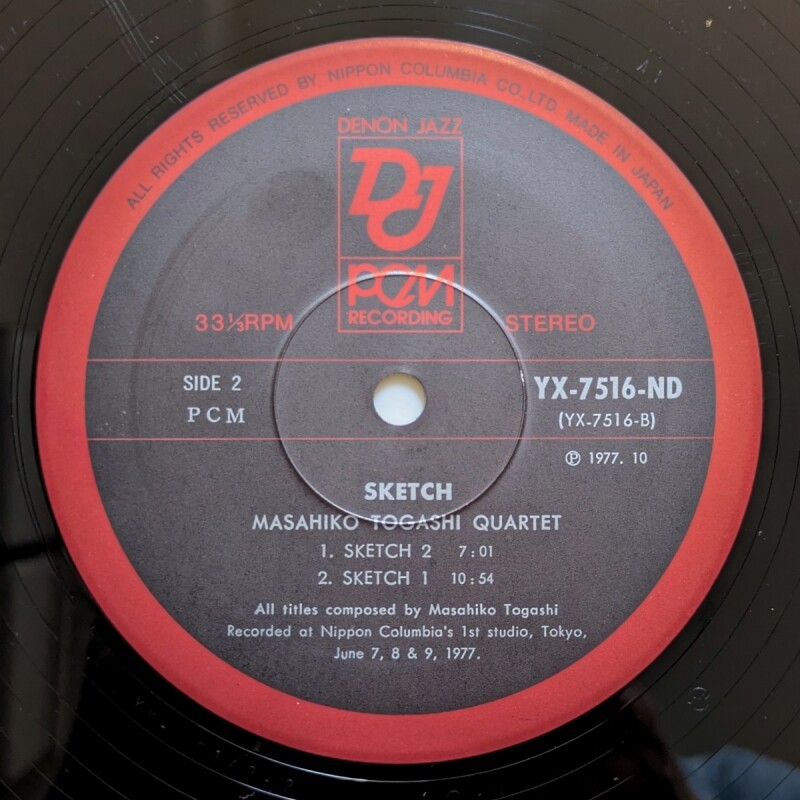 ALL RIGHTS RESERVED BY NIPPON COLUMBIA CO.,LTD. MADE IN JAPAN
DENON JAZZ
DJ
PCM
RECORDING
33⅓RPM STEREO
SIDE 2 YX-7516-ND
PCM (YX-7516-B)
Ⓟ 1977. 10
SKETCH
MASAHIKO TOGASHI QUARTET
1. SKETCH 2 7:01
2. SKETCH 1 10:54
All titles composed by Masahiko Togashi
Recorded at Nippon Columbia's 1st studio, Tokyo,
June 7, 8 & 9, 1977.